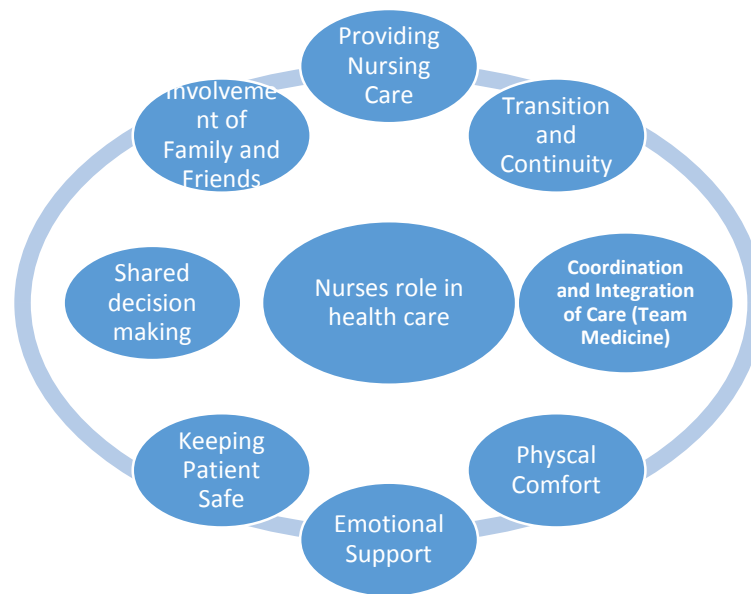 Providing
Nursing
Care
Transition
and
Continuity
Coordination
and Integration
of Care (Team
Medicine)
Physcal
Comfort
Emotional
Support
Keeping
Patient
Safe
Shared
decision
making
Involveme
nt of
Family and
Friends
Nurses role in
health care